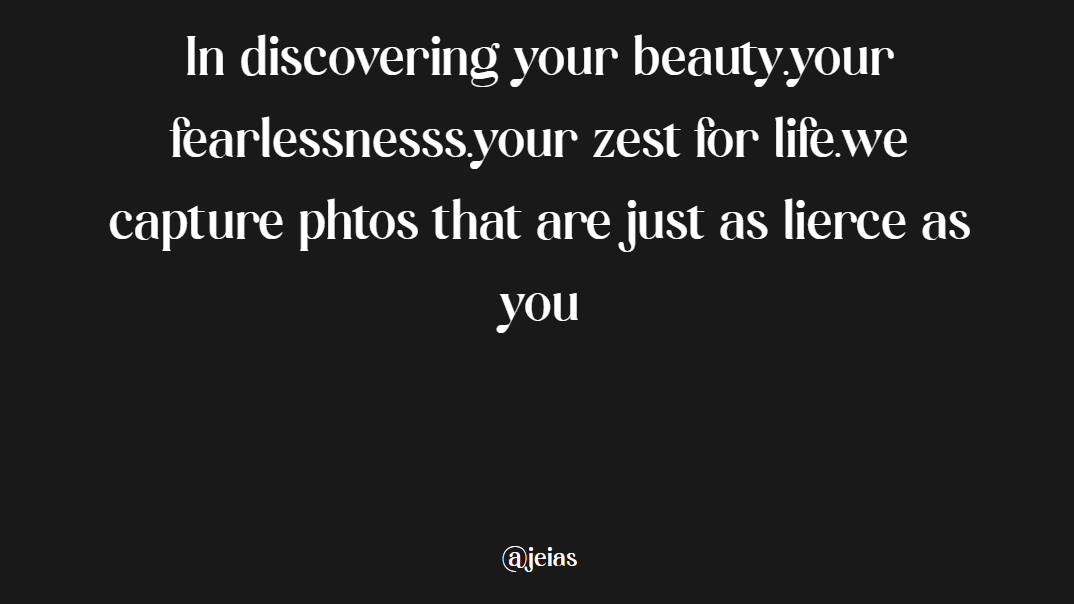 In discovering your beauty.your
fearlessnesss.your zest for life.we
capture phtos that are just as lierce as
you
@jeias